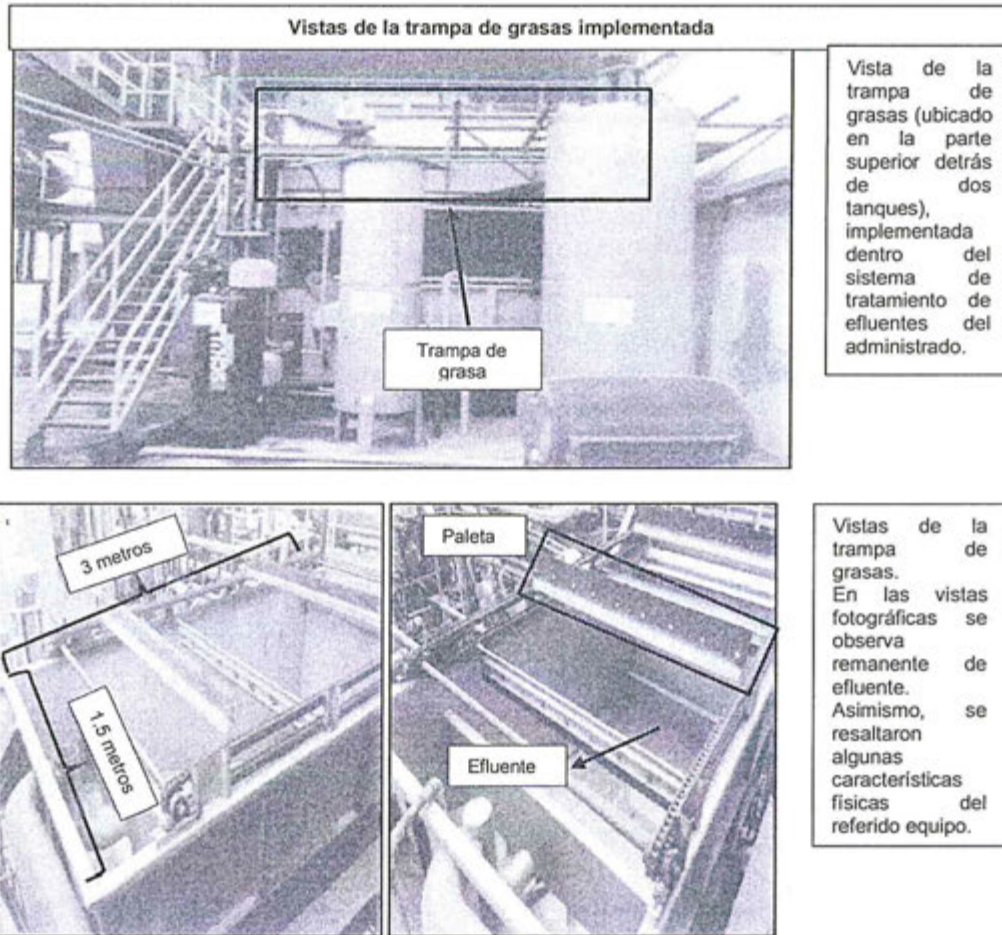 Vistas de la trampa de grasas implementada
Vista de la
trampa de
grasas (ubicado
en la parte
superior detrás
de dos
tanques),
implementada
dentro del
sistema de
tratamiento de
efluentes del
administrado.
Trampa de
grasa
3 metros
1,5 metros
Paleta
Efluente
Vistas de la
trampa de
grasas.
En las vistas
fotográficas se
observa
remanente de
efluente.
Asimismo, se
resaltaron
algunas
características
físicas del
referido equipo.